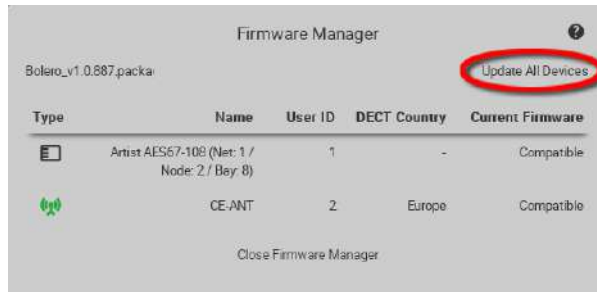 Firmware Manager
Bolero_v1.0.887.packa
Update All Devices
Type Name User ID DECT Country Current Firmware
Artist AES67-108 (Net: 1 / 1 - Compatible
Node: 2 / Bay: 8)
CE-ANT 2 Europe Compatible
Close Firmware Manager